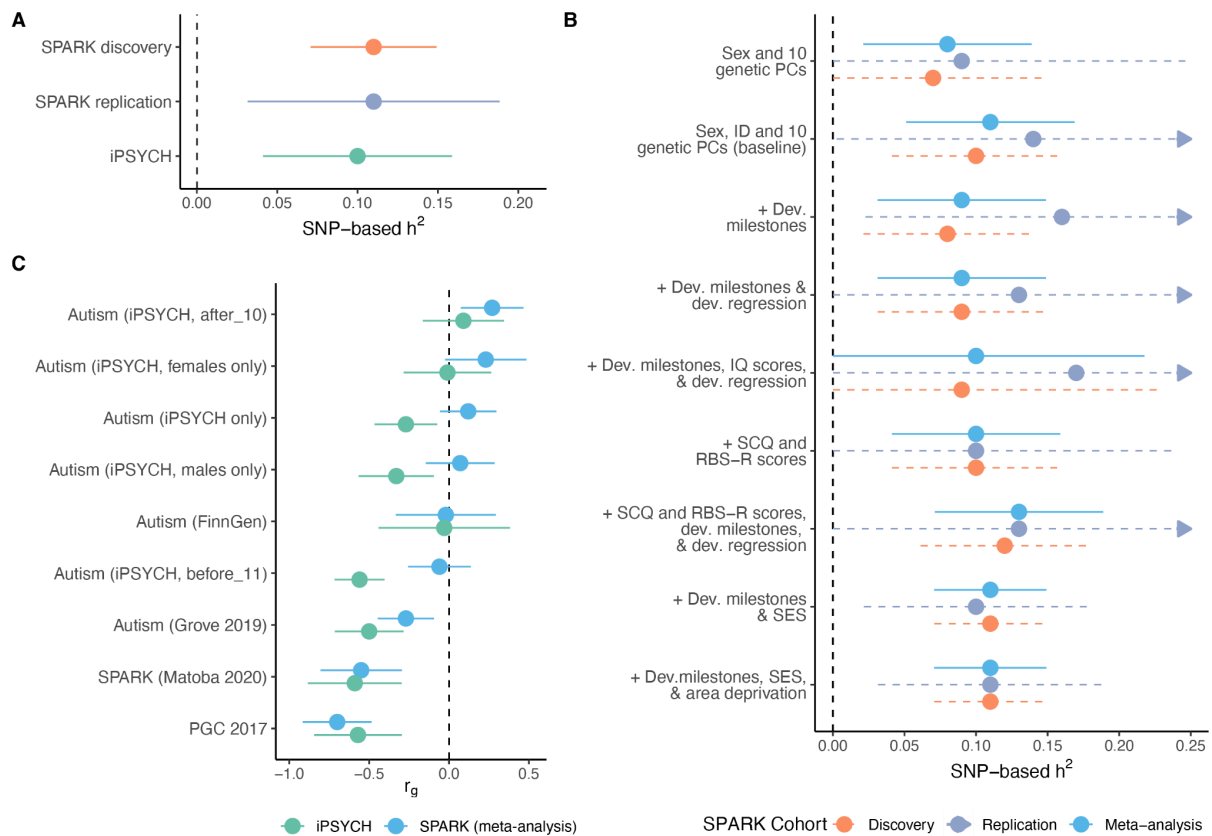 A
SPARK discovery
SPARK replication
iPSYCH
0.00 0.05 0.10 0.15 0.20
SNP−based h²
B
Sex and 10
genetic PCs
Sex, ID and 10
genetic PCs (baseline)
+ Dev.
milestones
+ Dev. milestones &
dev. regression
+ Dev. milestones, IQ scores,
& dev. regression
+ SCQ and
RBS−R scores
+ SCQ and RBS−R scores,
dev. milestones,
& dev. regression
+ Dev. milestones
& SES
+ Dev.milestones, SES,
& area deprivation
0.00 0.05 0.10 0.15 0.20 0.25
SNP−based h²
SPARK Cohort Discovery Replication Meta−analysis
C
Autism (iPSYCH, after_10)
Autism (iPSYCH, females only)
Autism (iPSYCH only)
Autism (iPSYCH, males only)
Autism (FinnGen)
Autism (iPSYCH, before_11)
Autism (Grove 2019)
SPARK (Matoba 2020)
PGC 2017
−1.0 −0.5 0.0 0.5
rg
iPSYCH SPARK (meta−analysis)